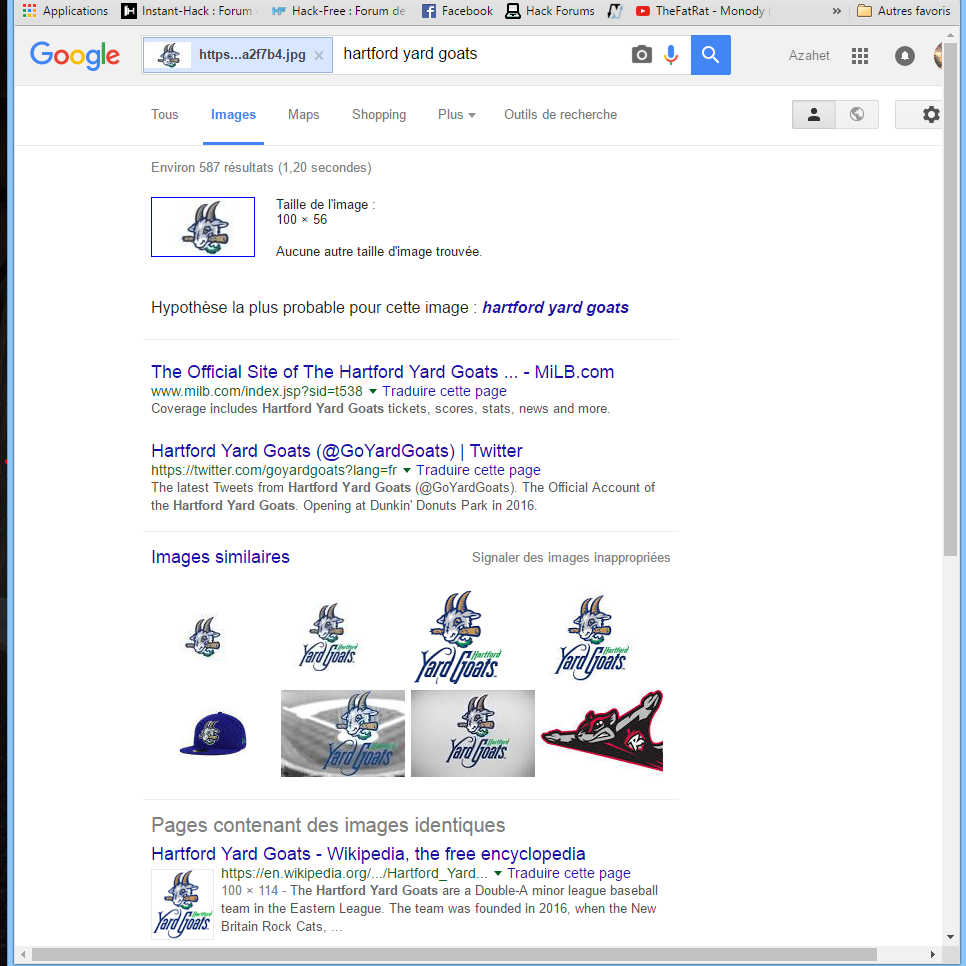 Applications Instant-Hack : Forum Hack-Free : Forum de Facebook Hack Forums TheFatRat - Monody » Autres favoris
Google https...a2f7b4.jpg × hartford yard goats Azahet
Tous Images Maps Shopping Plus Outils de recherche
Environ 587 résultats (1,20 secondes)
Taille de l'image :
100 × 56
Aucune autre taille d'image trouvée.
Hypothèse la plus probable pour cette image : hartford yard goats
The Official Site of The Hartford Yard Goats ... - MiLB.com
www.milb.com/index.jsp?sid=t538 Traduire cette page
Coverage includes Hartford Yard Goats tickets, scores, stats, news and more.
Hartford Yard Goats (@GoYardGoats) | Twitter
https://twitter.com/goyardgoats?lang=fr Traduire cette page
The latest Tweets from Hartford Yard Goats (@GoYardGoats). The Official Account of
the Hartford Yard Goats. Opening at Dunkin' Donuts Park in 2016.
Images similaires Signaler des images inappropriées
Hartford Hartford Hartford
Yard Goats Yard Goats Yard Goats
Hartford Hartford
Yard Goats Yard Goats
Pages contenant des images identiques
Hartford Yard Goats - Wikipedia, the free encyclopedia
https://en.wikipedia.org/.../Hartford_Yard... Traduire cette page
100 × 114 - The Hartford Yard Goats are a Double-A minor league baseball
team in the Eastern League. The team was founded in 2016, when the New
Britain Rock Cats, ...
Hartford
Yard Goats